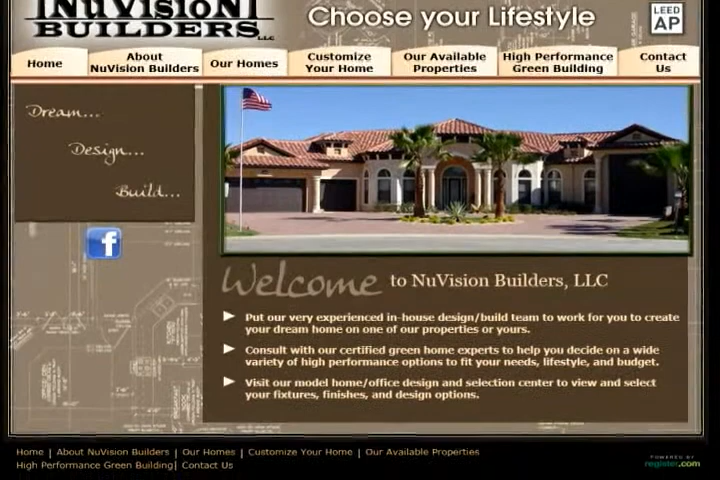 NuVISIoN
BUILDERS LLC
Choose your Lifestyle
LEED
AP
Home
About
NuVision Builders
Our Homes
Customize
Your Home
Our Available
Properties
High Performance
Green Building
Contact
Us
Dream...
Design...
Build...
f
Welcome to NuVision Builders, LLC
Put our very experienced in-house design/build team to work for you to create
your dream home on one of our properties or yours.
Consult with our certified green home experts to help you decide on a wide
variety of high performance options to fit your needs, lifestyle, and budget.
Visit our model home/office design and selection center to view and select
your fixtures, finishes, and design options.
Home | About NuVision Builders | Our Homes | Customize Your Home | Our Available Properties
High Performance Green Building| Contact Us
POWERED BY
register.com